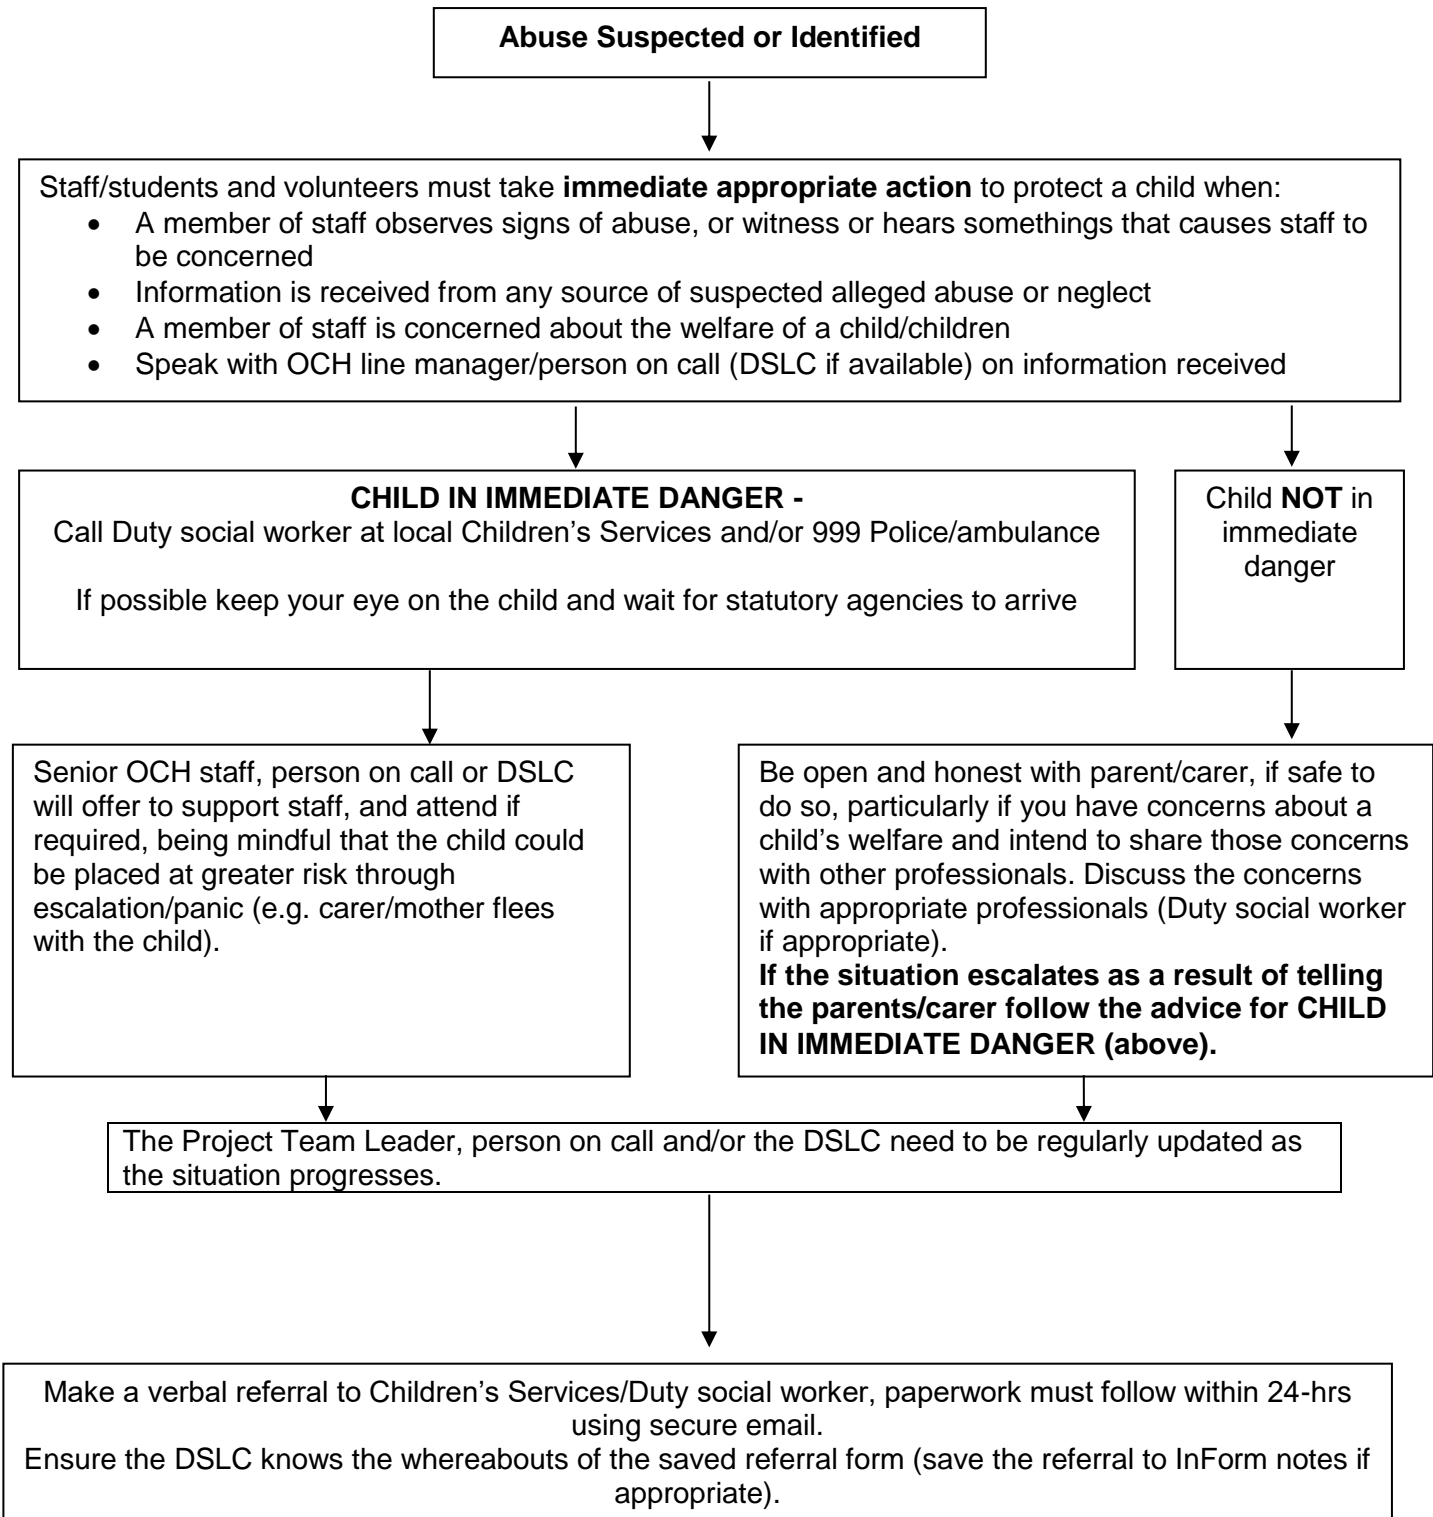 Abuse Suspected or Identified
Staff/students and volunteers must take immediate appropriate action to protect a child when:
• A member of staff observes signs of abuse, or witness or hears somethings that causes staff to
be concerned
• Information is received from any source of suspected alleged abuse or neglect
• A member of staff is concerned about the welfare of a child/children
• Speak with OCH line manager/person on call (DSLC if available) on information received
CHILD IN IMMEDIATE DANGER -
Call Duty social worker at local Children’s Services and/or 999 Police/ambulance
If possible keep your eye on the child and wait for statutory agencies to arrive
Child NOT in
immediate
danger
Senior OCH staff, person on call or DSLC
will offer to support staff, and attend if
required, being mindful that the child could
be placed at greater risk through
escalation/panic (e.g. carer/mother flees
with the child).
Be open and honest with parent/carer, if safe to
do so, particularly if you have concerns about a
child’s welfare and intend to share those concerns
with other professionals. Discuss the concerns
with appropriate professionals (Duty social worker
if appropriate).
If the situation escalates as a result of telling
the parents/carer follow the advice for CHILD
IN IMMEDIATE DANGER (above).
The Project Team Leader, person on call and/or the DSLC need to be regularly updated as
the situation progresses.
Make a verbal referral to Children’s Services/Duty social worker, paperwork must follow within 24-hrs
using secure email.
Ensure the DSLC knows the whereabouts of the saved referral form (save the referral to InForm notes if
appropriate).